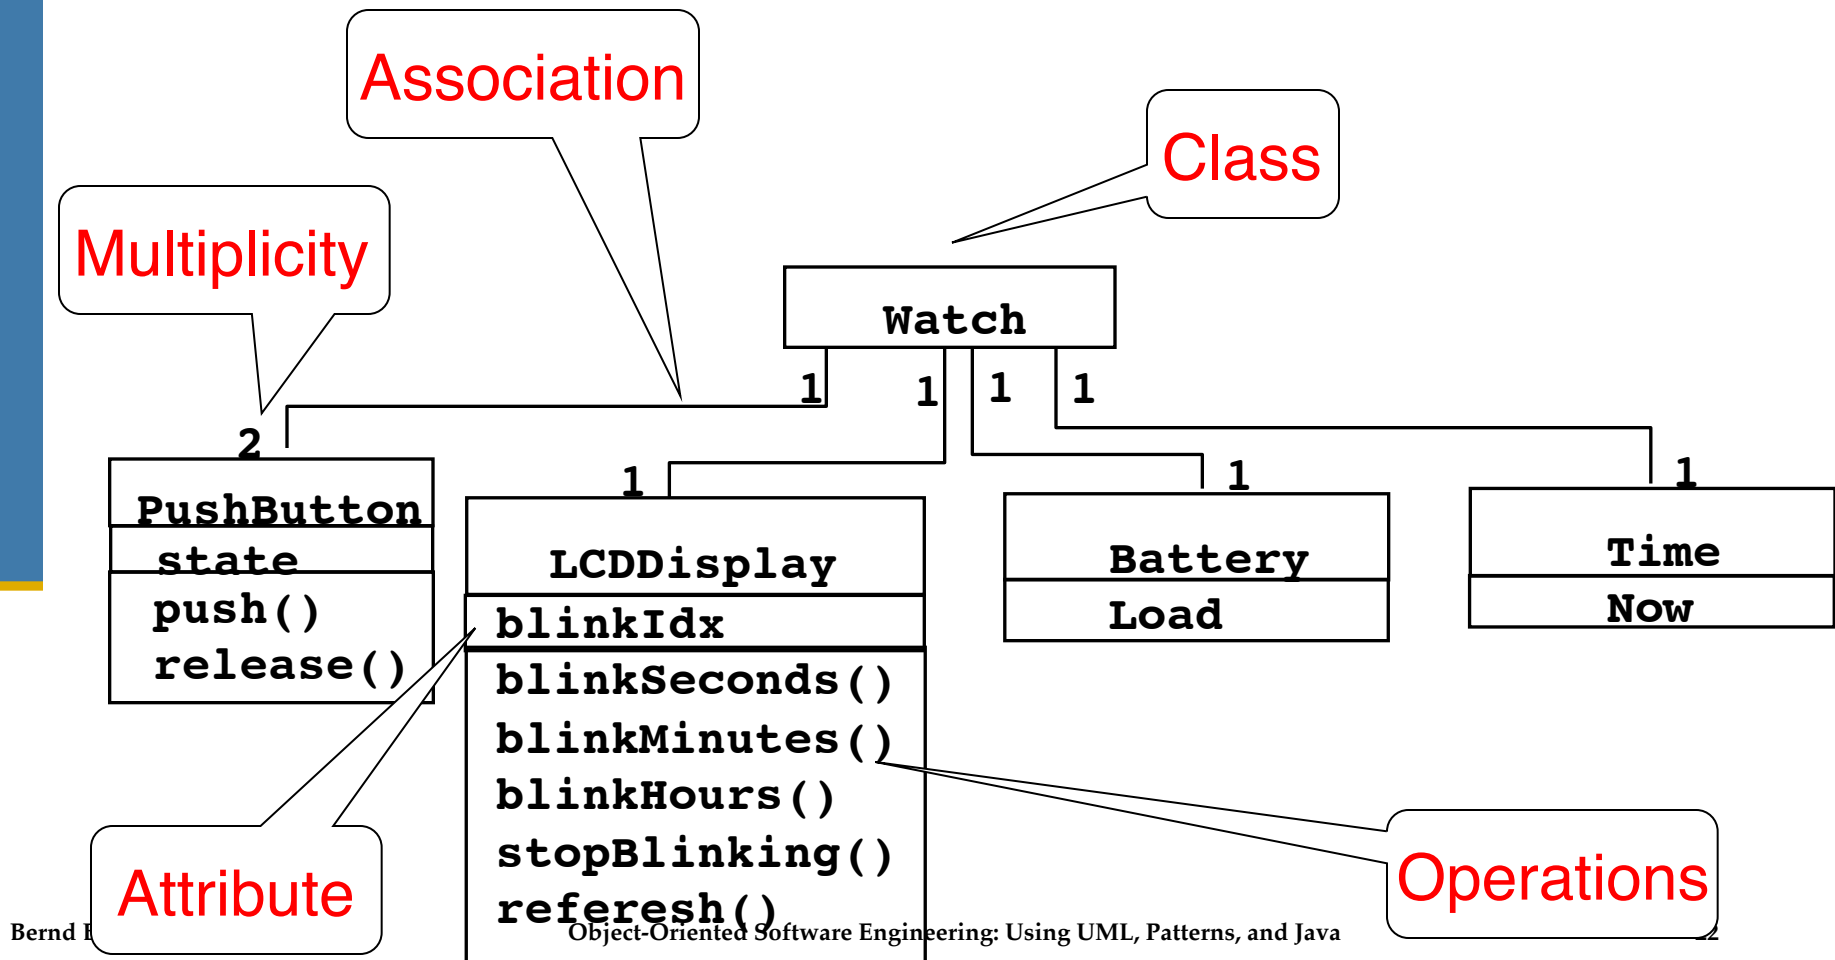 Association
Class
Multiplicity
Watch
1
1
1
1
2
1
1
1
PushButton
state
push()
release()
LCDDisplay
blinkIdx
blinkSeconds()
blinkMinutes()
blinkHours()
stopBlinking()
referesh()
Battery
Load
Time
Now
Attribute
Operations
Bernd
Object-Oriented Software Engineering: Using UML, Patterns, and Java
22